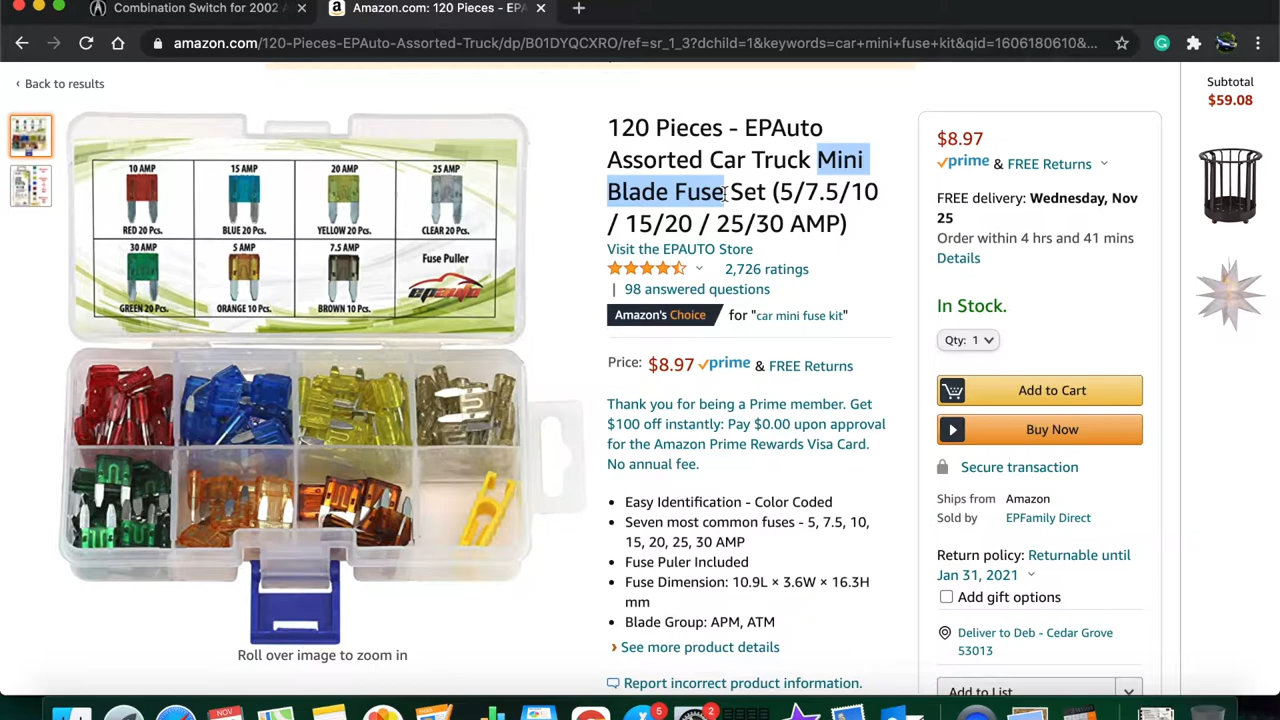 Combination Switch for 2002 A
Amazon.com: 120 Pieces - EPA
amazon.com/120-Pieces-EPAuto-Assorted-Truck/dp/B01DYQCXRO/ref=sr_1_3?dchild=1&keywords=car+mini+fuse+kit&qid=1606180610&...
‹ Back to results
10 AMP
15 AMP
20 AMP
25 AMP
RED 20 Pcs.
BLUE 20 Pcs.
YELLOW 20 Pcs.
CLEAR 20 Pcs.
30 AMP
5 AMP
7.5 AMP
Fuse Puller
epauto
GREEN 20 Pcs.
ORANGE 10 Pcs.
BROWN 10 Pcs.
Roll over image to zoom in
120 Pieces - EPAuto
Assorted Car Truck Mini
Blade Fuse Set (5/7.5/10
/ 15/20 / 25/30 AMP)
Visit the EPAUTO Store
2,726 ratings
| 98 answered questions
Amazon's Choice for "car mini fuse kit"
Price: $8.97 prime & FREE Returns
Thank you for being a Prime member. Get
$100 off instantly: Pay $0.00 upon approval
for the Amazon Prime Rewards Visa Card.
No annual fee.
• Easy Identification - Color Coded
• Seven most common fuses - 5, 7.5, 10,
15, 20, 25, 30 AMP
• Fuse Puler Included
• Fuse Dimension: 10.9L × 3.6W × 16.3H
mm
• Blade Group: APM, ATM
› See more product details
Report incorrect product information.
$8.97
prime & FREE Returns
FREE delivery: Wednesday, Nov
25
Order within 4 hrs and 41 mins
Details
In Stock.
Qty: 1
Add to Cart
Buy Now
Secure transaction
Ships from Amazon
Sold by EPFamily Direct
Return policy: Returnable until
Jan 31, 2021
Add gift options
Deliver to Deb - Cedar Grove
53013
Add to List
Subtotal
$59.08
NOV
5
2